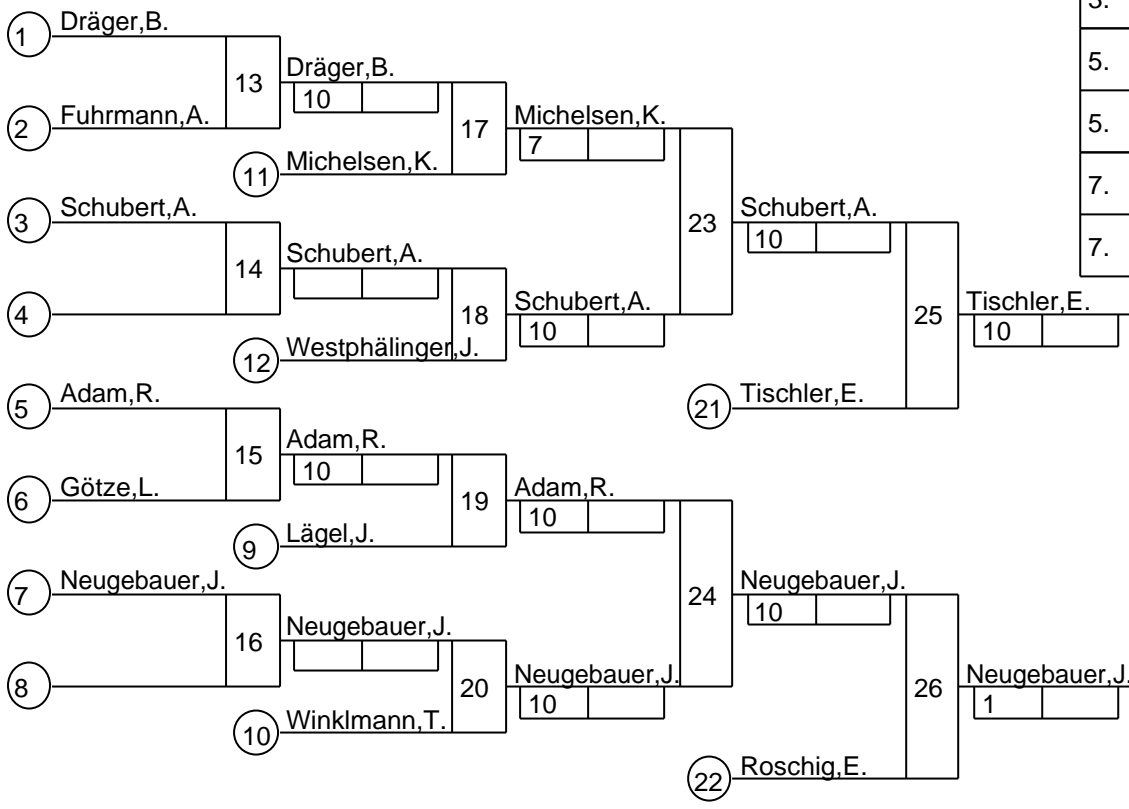 3.
1 Dräger,B.
13 Dräger,B.
10
5.
2 Fuhrmann,A.
17 Michelsen,K.
7
5.
11 Michelsen,K.
3 Schubert,A.
23 Schubert,A.
10
7.
14 Schubert,A.
7.
4
18 Schubert,A.
10
25 Tischler,E.
10
12 Westphälinger,J.
5 Adam,R.
21 Tischler,E.
15 Adam,R.
10
6 Götze,L.
19 Adam,R.
10
9 Lägel,J.
7 Neugebauer,J.
24 Neugebauer,J.
10
16 Neugebauer,J.
8
20 Neugebauer,J.
10
26 Neugebauer,J.
1
10 Winklmann,T.
22 Roschig,E.